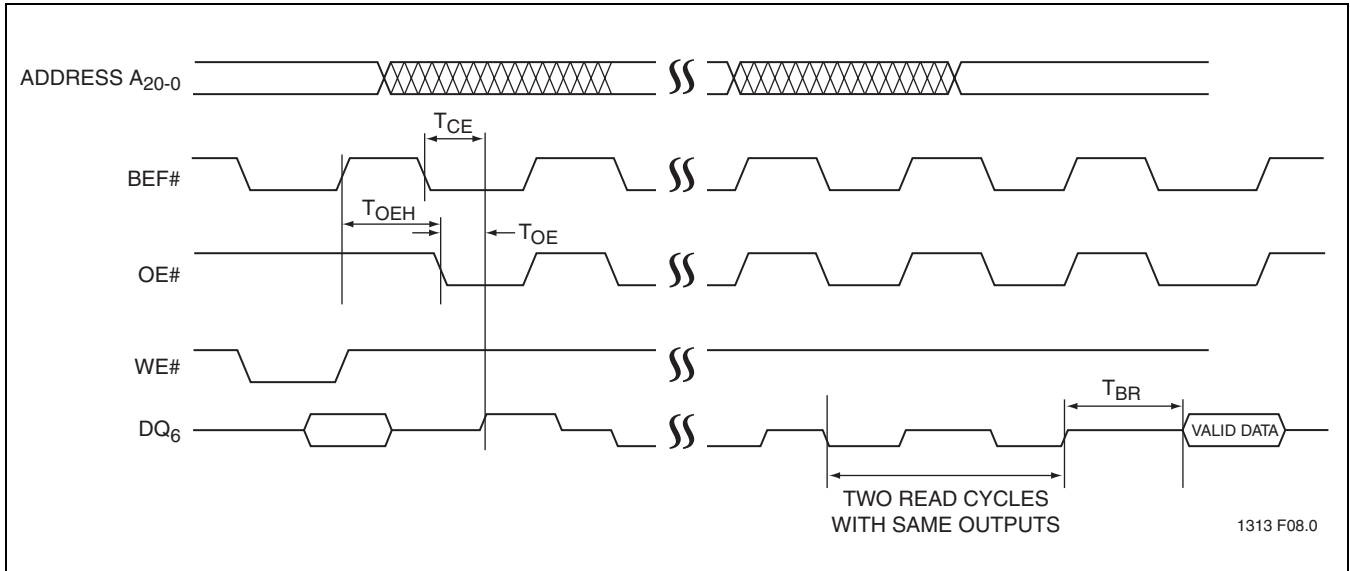 ADDRESS A20-0
TCE
BEF#
TOEH
TOE
OE#
WE#
TBR
DQ6
VALID DATA
TWO READ CYCLES
WITH SAME OUTPUTS
1313 F08.0